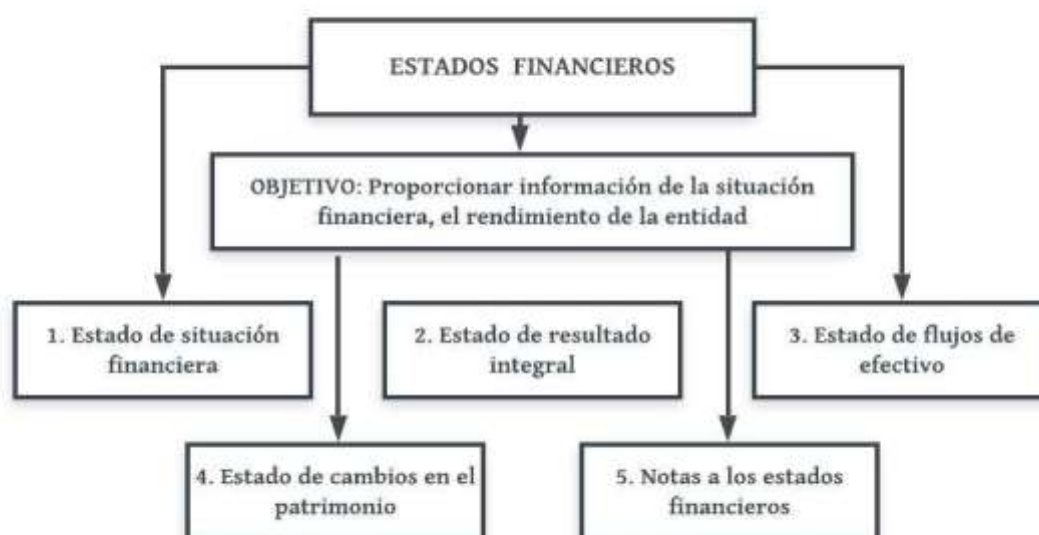 ESTADOS FINANCIEROS
OBJETIVO: Proporcionar información de la situación
financiera, el rendimiento de la entidad
1. Estado de situación
financiera
2. Estado de resultado
integral
3. Estado de flujos de
efectivo
4. Estado de cambios en el
patrimonio
5. Notas a los estados
financieros